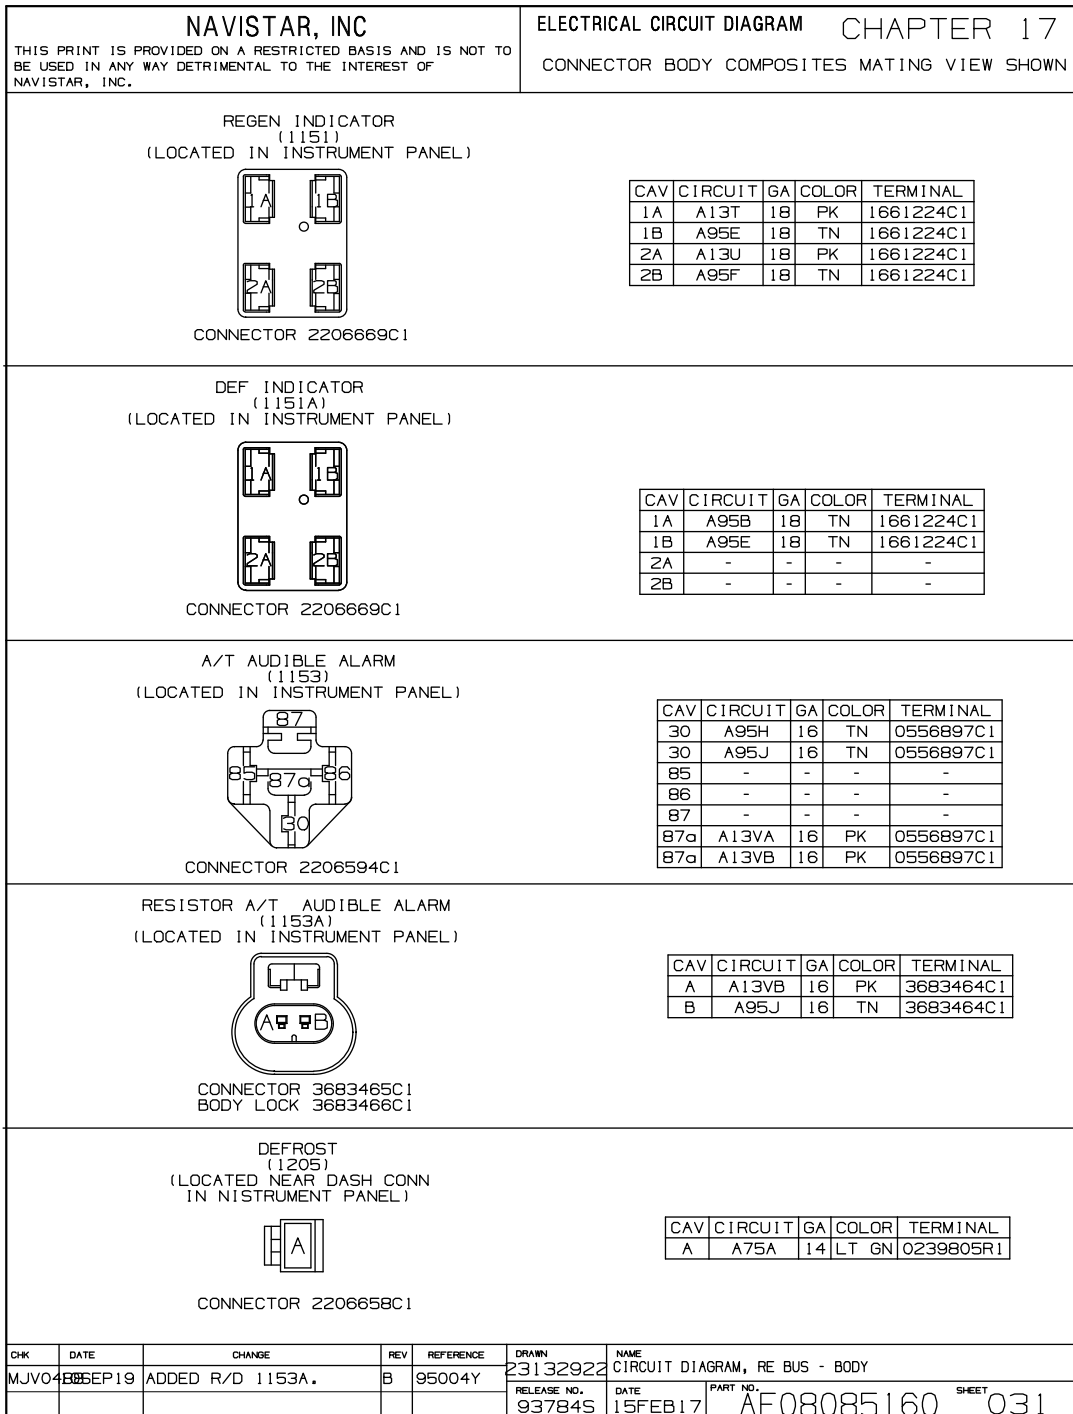 NAVISTAR, INC
THIS PRINT IS PROVIDED ON A RESTRICTED BASIS AND IS NOT TO
BE USED IN ANY WAY DETRIMENTAL TO THE INTEREST OF
NAVISTAR, INC.
ELECTRICAL CIRCUIT DIAGRAM CHAPTER 17
CONNECTOR BODY COMPOSITES MATING VIEW SHOWN
REGEN INDICATOR
(1151)
(LOCATED IN INSTRUMENT PANEL)
1A 1B
2A 2B
CONNECTOR 2206669C1
CAV CIRCUIT GA COLOR TERMINAL
1A A13T 18 PK 1661224C1
1B A95E 18 TN 1661224C1
2A A13U 18 PK 1661224C1
2B A95F 18 TN 1661224C1
DEF INDICATOR
(1151A)
(LOCATED IN INSTRUMENT PANEL)
1A 1B
2A 2B
CONNECTOR 2206669C1
CAV CIRCUIT GA COLOR TERMINAL
1A A95B 18 TN 1661224C1
1B A95E 18 TN 1661224C1
2A - - - -
2B - - - -
A/T AUDIBLE ALARM
(1153)
(LOCATED IN INSTRUMENT PANEL)
87
85 87a 86
30
CONNECTOR 2206594C1
CAV CIRCUIT GA COLOR TERMINAL
30 A95H 16 TN 0556897C1
30 A95J 16 TN 0556897C1
85 - - - -
86 - - - -
87 - - - -
87a A13VA 16 PK 0556897C1
87a A13VB 16 PK 0556897C1
RESISTOR A/T AUDIBLE ALARM
(1153A)
(LOCATED IN INSTRUMENT PANEL)
A B
CONNECTOR 3683465C1
BODY LOCK 3683466C1
CAV CIRCUIT GA COLOR TERMINAL
A A13VB 16 PK 3683464C1
B A95J 16 TN 3683464C1
DEFROST
(1205)
(LOCATED NEAR DASH CONN
IN NISTRUMENT PANEL)
A
CONNECTOR 2206658C1
CAV CIRCUIT GA COLOR TERMINAL
A A75A 14 LT GN 0239805R1
CHK DATE CHANGE REV REFERENCE
SEP19 ADDED R/D 1153A. B 95004Y
DRAWN
23132922
NAME
CIRCUIT DIAGRAM, RE BUS - BODY
RELEASE NO.
93784S
DATE
15FEB17
PART NO.
AF08085160
SHEET
031